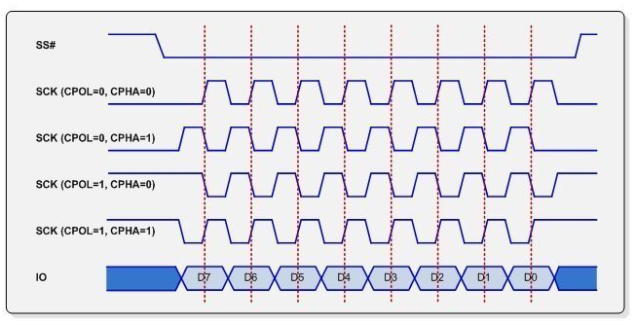 SS#
SCK (CPOL=0, CPHA=0)
SCK (CPOL=0, CPHA=1)
SCK (CPOL=1, CPHA=0)
SCK (CPOL=1, CPHA=1)
IO D7 D6 D5 D4 D3 D2 D1 D0